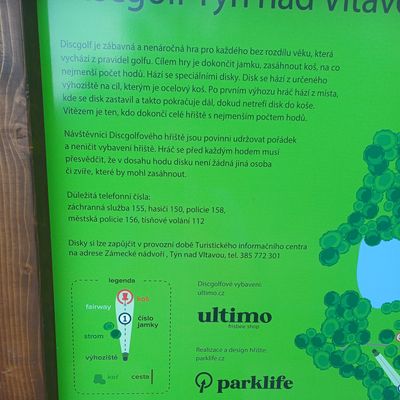 Discgolf Týn nad Vltavou
Discgolf je zábavná a nenáročná hra pro každého bez rozdílu věku, která
vychází z pravidel golfu. Cílem hry je dokončit jamku, zasáhnout koš, na co
nejmenší počet hodů. Hází se speciálními disky. Disk se hází z určeného
výhoziště na cíl, kterým je ocelový koš. Po prvním výhozu hráč hází z místa,
kde se disk zastavil a takto pokračuje dál, dokud netrefí disk do koše.
Vítězem je ten, kdo dokončí celé hřiště s nejmenším počtem hodů.
Návštěvníci Discgolfového hřiště jsou povinni udržovat pořádek
a neničit vybavení hřiště. Hráč se před každým hodem musí
přesvědčit, že v dosahu hodu disku není žádná jiná osoba
či zvíře, které by mohl zasáhnout.
Důležitá telefonní čísla:
záchranná služba 155, hasiči 150, policie 158,
městská policie 156, tísňové volání 112
Disky si lze zapůjčit v provozní době Turistického informačního centra
na adrese Zámecké nádvoří , Týn nad Vltavou, tel. 385 772 301
legenda
koš
fairway
1
číslo
jamky
strom
výhoziště
keř
cesta
Discgolfové vybavení:
ultimo.cz
ultimo
frisbee shop
Realizace a design hřiště:
parklife.cz
parklife